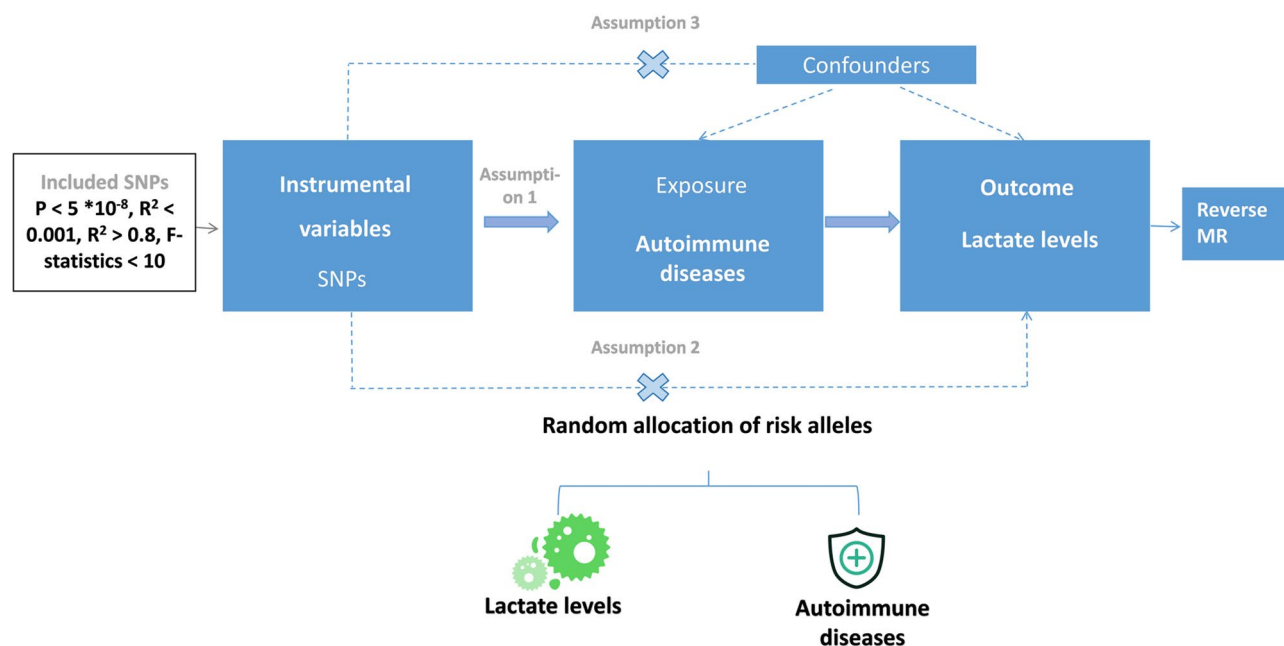 Assumption 3
Confounders
Included SNPs
P < 5 *10⁻⁸, R² <
0.001, R² > 0.8, F-
statistics < 10
Instrumental
variables
SNPs
Assumpti-
on 1
Exposure
Autoimmune
diseases
Outcome
Lactate levels
Reverse
MR
Assumption 2
Random allocation of risk alleles
Lactate levels
Autoimmune
diseases